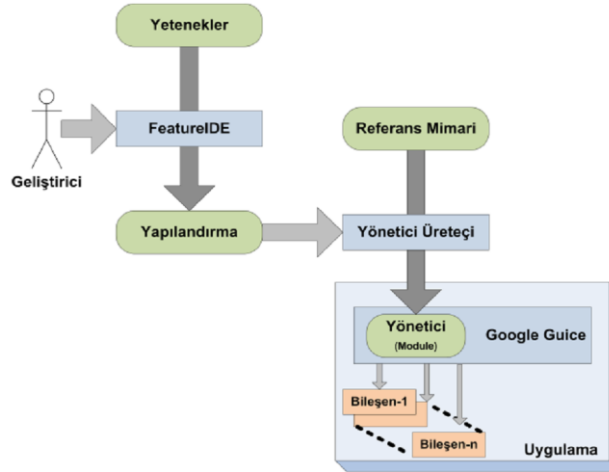 Yetenekler
FeatureIDE
Referans Mimari
Geliştirici
Yapılandırma
Yönetici Üreteçi
Yönetici
(Module)
Google Guice
Bileşen-1
Bileşen-n
Uygulama